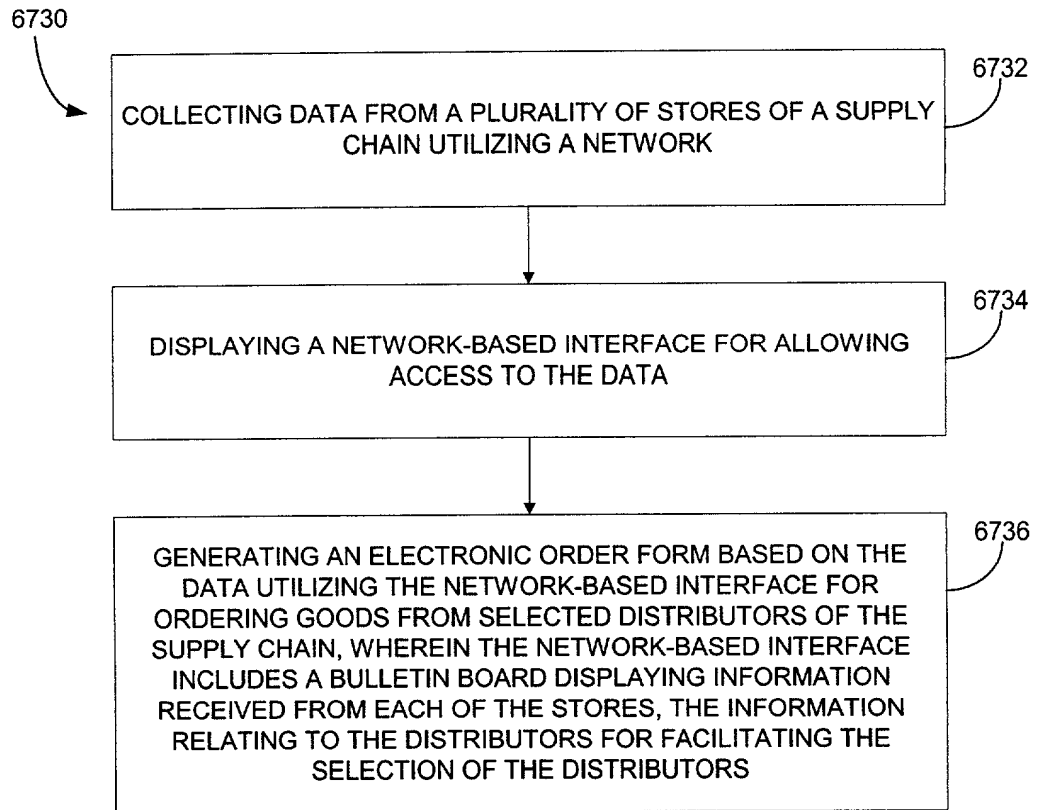 6730
6732
COLLECTING DATA FROM A PLURALITY OF STORES OF A SUPPLY
CHAIN UTILIZING A NETWORK
6734
DISPLAYING A NETWORK-BASED INTERFACE FOR ALLOWING
ACCESS TO THE DATA
6736
GENERATING AN ELECTRONIC ORDER FORM BASED ON THE
DATA UTILIZING THE NETWORK-BASED INTERFACE FOR
ORDERING GOODS FROM SELECTED DISTRIBUTORS OF THE
SUPPLY CHAIN, WHEREIN THE NETWORK-BASED INTERFACE
INCLUDES A BULLETIN BOARD DISPLAYING INFORMATION
RECEIVED FROM EACH OF THE STORES, THE INFORMATION
RELATING TO THE DISTRIBUTORS FOR FACILITATING THE
SELECTION OF THE DISTRIBUTORS